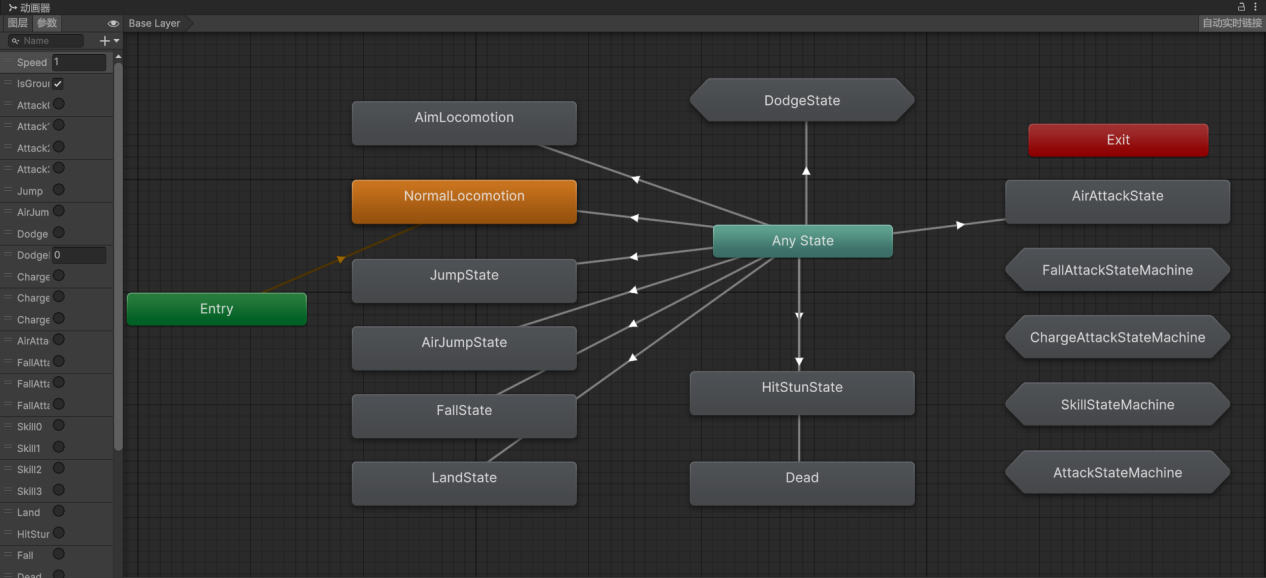 动画器
图层 参数
Base Layer
自动实时链接
Name
Speed 1
IsGrou
Attack
Attack
Attack
Attack
Jump
AirJum
Dodge
Dodge 0
Charge
Charge
Charge
AirAtta
FallAtta
FallAtta
FallAtta
Skill0
Skill1
Skill2
Skill3
Land
HitStur
Fall
Dead
AimLocomotion
NormalLocomotion
JumpState
AirJumpState
FallState
LandState
Entry
DodgeState
Any State
HitStunState
Dead
Exit
AirAttackState
FallAttackStateMachine
ChargeAttackStateMachine
SkillStateMachine
AttackStateMachine